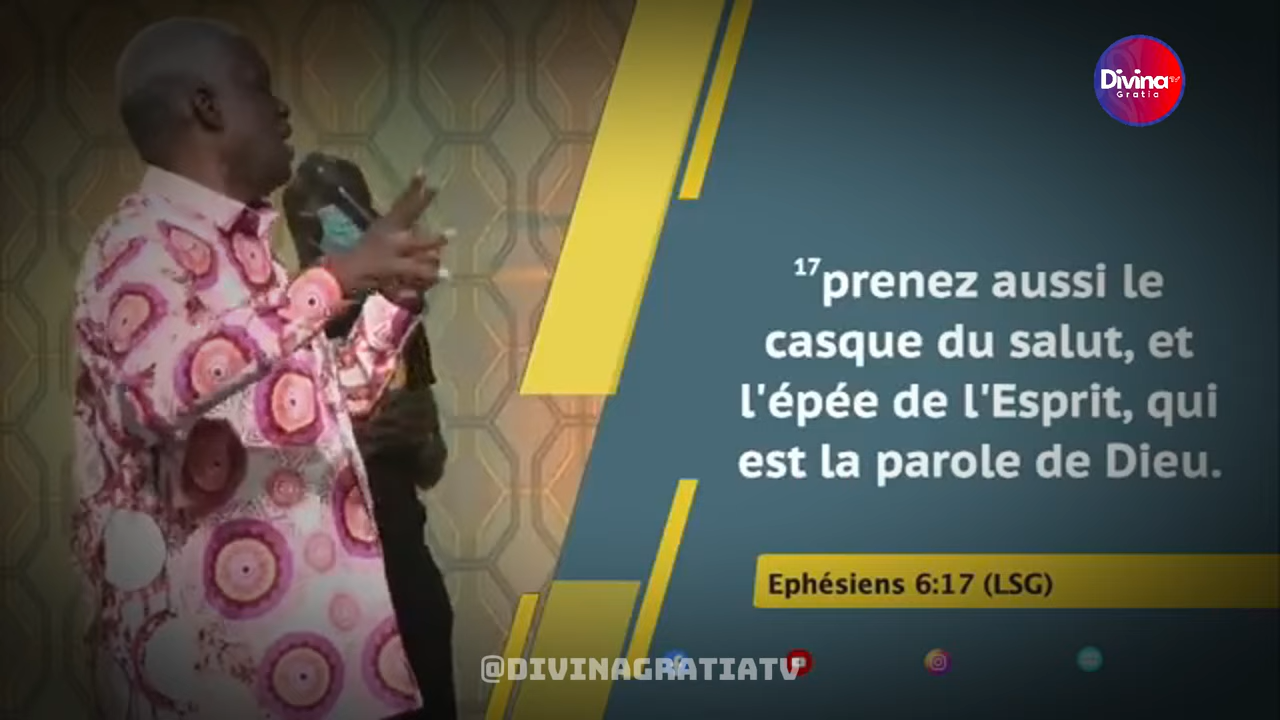 Divina TV
Gratia
17prenez aussi le
casque du salut, et
l'épée de l'Esprit, qui
est la parole de Dieu.
Ephésiens 6:17 (LSG)
@DIVINAGRATIATV